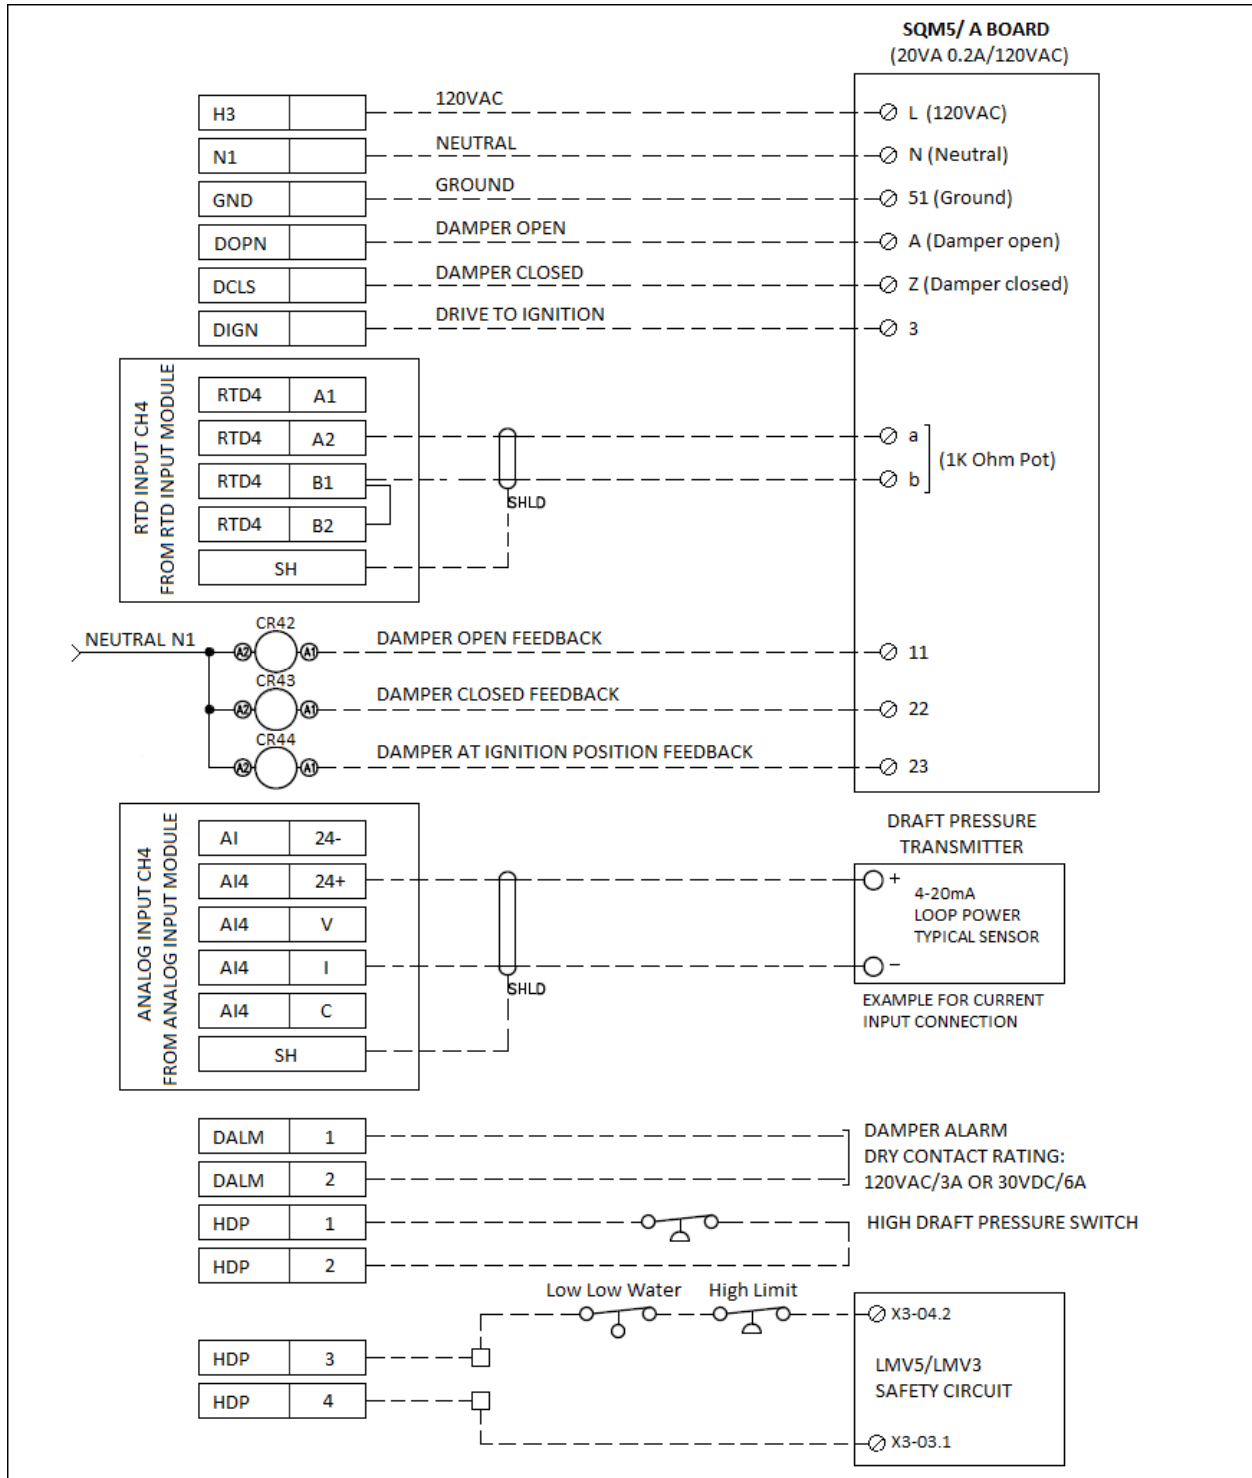 SQM5/ A BOARD
(20VA 0.2A/120VAC)
H3 120VAC L (120VAC)
N1 NEUTRAL N (Neutral)
GND GROUND 51 (Ground)
DOPN DAMPER OPEN A (Damper open)
DCLS DAMPER CLOSED Z (Damper closed)
DIGN DRIVE TO IGNITION 3
RTD INPUT CH4
FROM RTD INPUT MODULE
RTD4 A1
RTD4 A2 a
(1K Ohm Pot)
RTD4 B1 b
SHLD
RTD4 B2
SH
NEUTRAL N1
CR42
A2 A1 DAMPER OPEN FEEDBACK 11
CR43
A2 A1 DAMPER CLOSED FEEDBACK 22
CR44
A2 A1 DAMPER AT IGNITION POSITION FEEDBACK 23
ANALOG INPUT CH4
FROM ANALOG INPUT MODULE
AI 24-
AI4 24+
AI4 V
AI4 I
AI4 C
SH
SHLD
DRAFT PRESSURE
TRANSMITTER
+
4-20mA
LOOP POWER
TYPICAL SENSOR
−
EXAMPLE FOR CURRENT
INPUT CONNECTION
DALM 1
DALM 2
DAMPER ALARM
DRY CONTACT RATING:
120VAC/3A OR 30VDC/6A
HDP 1 HIGH DRAFT PRESSURE SWITCH
HDP 2
Low Low Water High Limit
X3-04.2
HDP 3
HDP 4
LMV5/LMV3
SAFETY CIRCUIT
X3-03.1